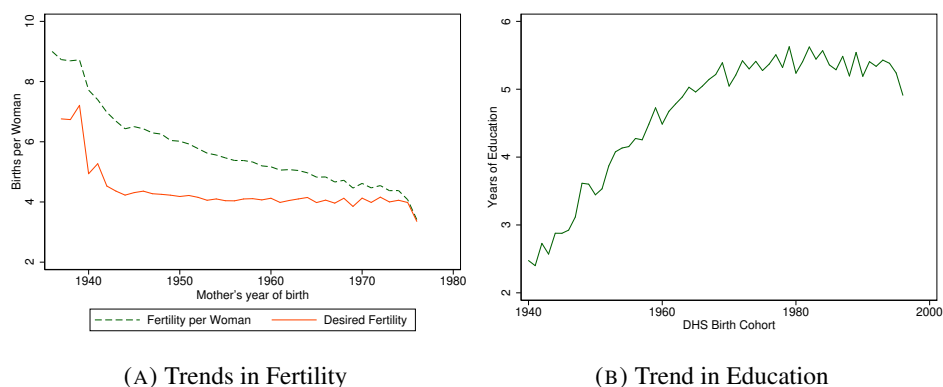 10
8
6
4
2
Births per Woman
1940 1950 1960 1970 1980
Mother's year of birth
Fertility per Woman Desired Fertility
(A) Trends in Fertility
6
5
4
3
2
Years of Education
1940 1960 1980 2000
DHS Birth Cohort
(B) Trend in Education